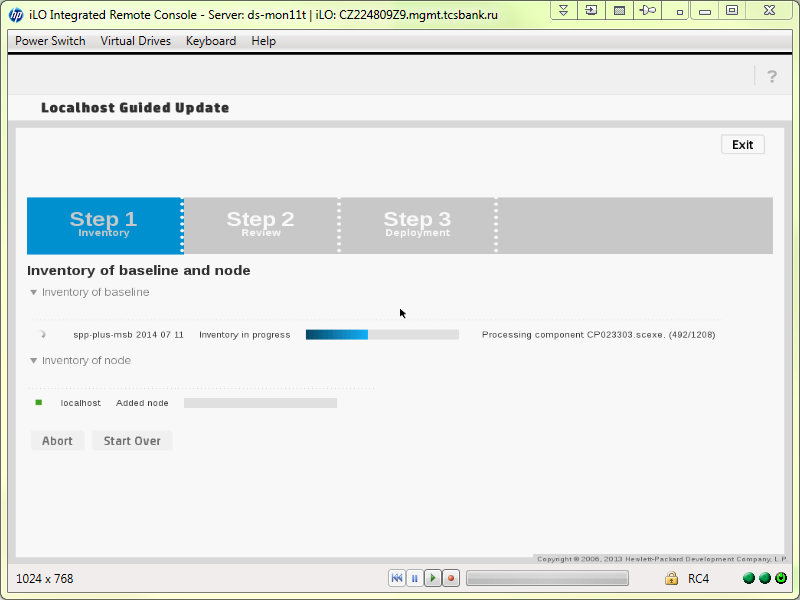 iLO Integrated Remote Console - Server: ds-mon11t | iLO: CZ224809Z9.mgmt.tcsbank.ru
Power Switch Virtual Drives Keyboard Help
?
Localhost Guided Update
Exit
Step 1 Step 2 Step 3
Inventory Review Deployment
Inventory of baseline and node
Inventory of baseline
spp-plus-msb 2014 07 11 Inventory in progress Processing component CP023303.scexe. (492/1208)
Inventory of node
localhost Added node
Abort Start Over
Copyright © 2006, 2013 Hewlett-Packard Development Company, L.P.
1024 x 768 RC4